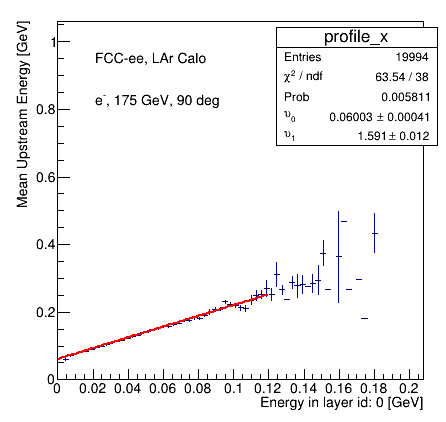 profile_x
Entries 19994
χ² / ndf 63.54 / 38
Prob 0.005811
υ₀ 0.06003 ± 0.00041
υ₁ 1.591 ± 0.012
FCC-ee, LAr Calo
e⁻, 175 GeV, 90 deg
Mean Upstream Energy [GeV]
1
0.8
0.6
0.4
0.2
0
0 0.02 0.04 0.06 0.08 0.1 0.12 0.14 0.16 0.18 0.2
Energy in layer id: 0 [GeV]